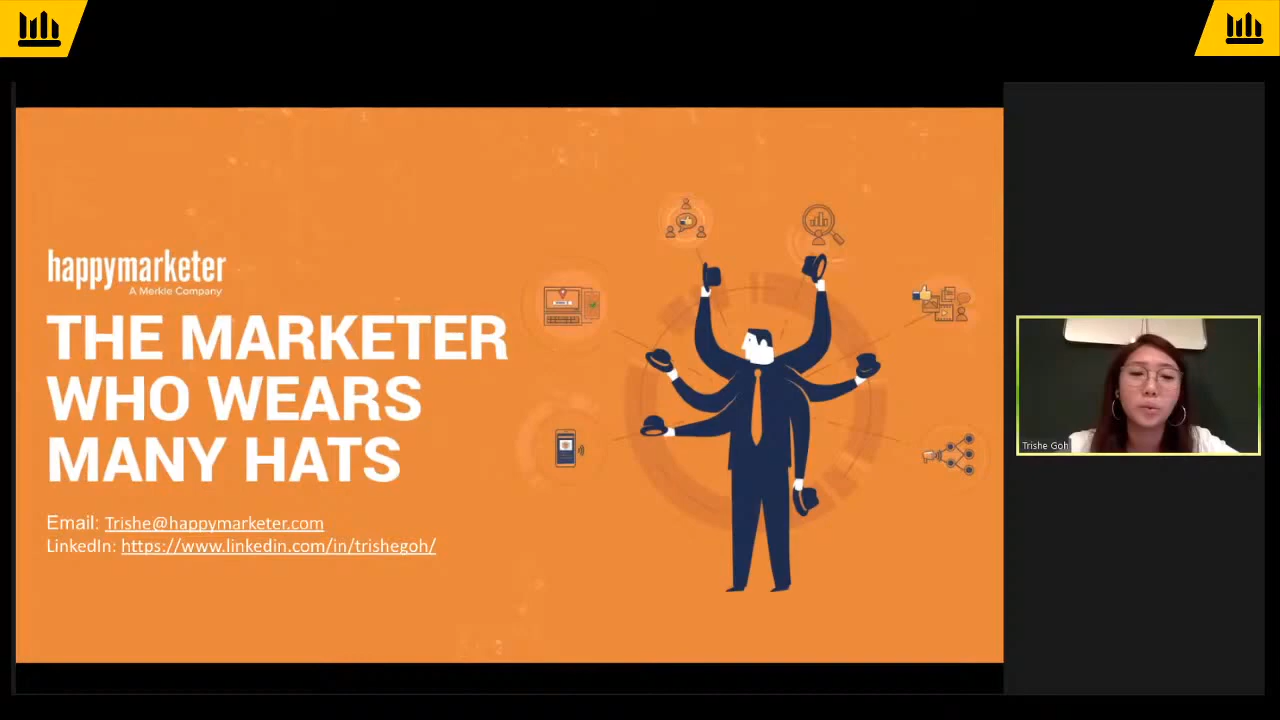 happymarketer
A Merkle Company
THE MARKETER
WHO WEARS
MANY HATS
Email: Trishe@happymarketer.com
LinkedIn: https://www.linkedin.com/in/trishegoh/
Trishe Goh